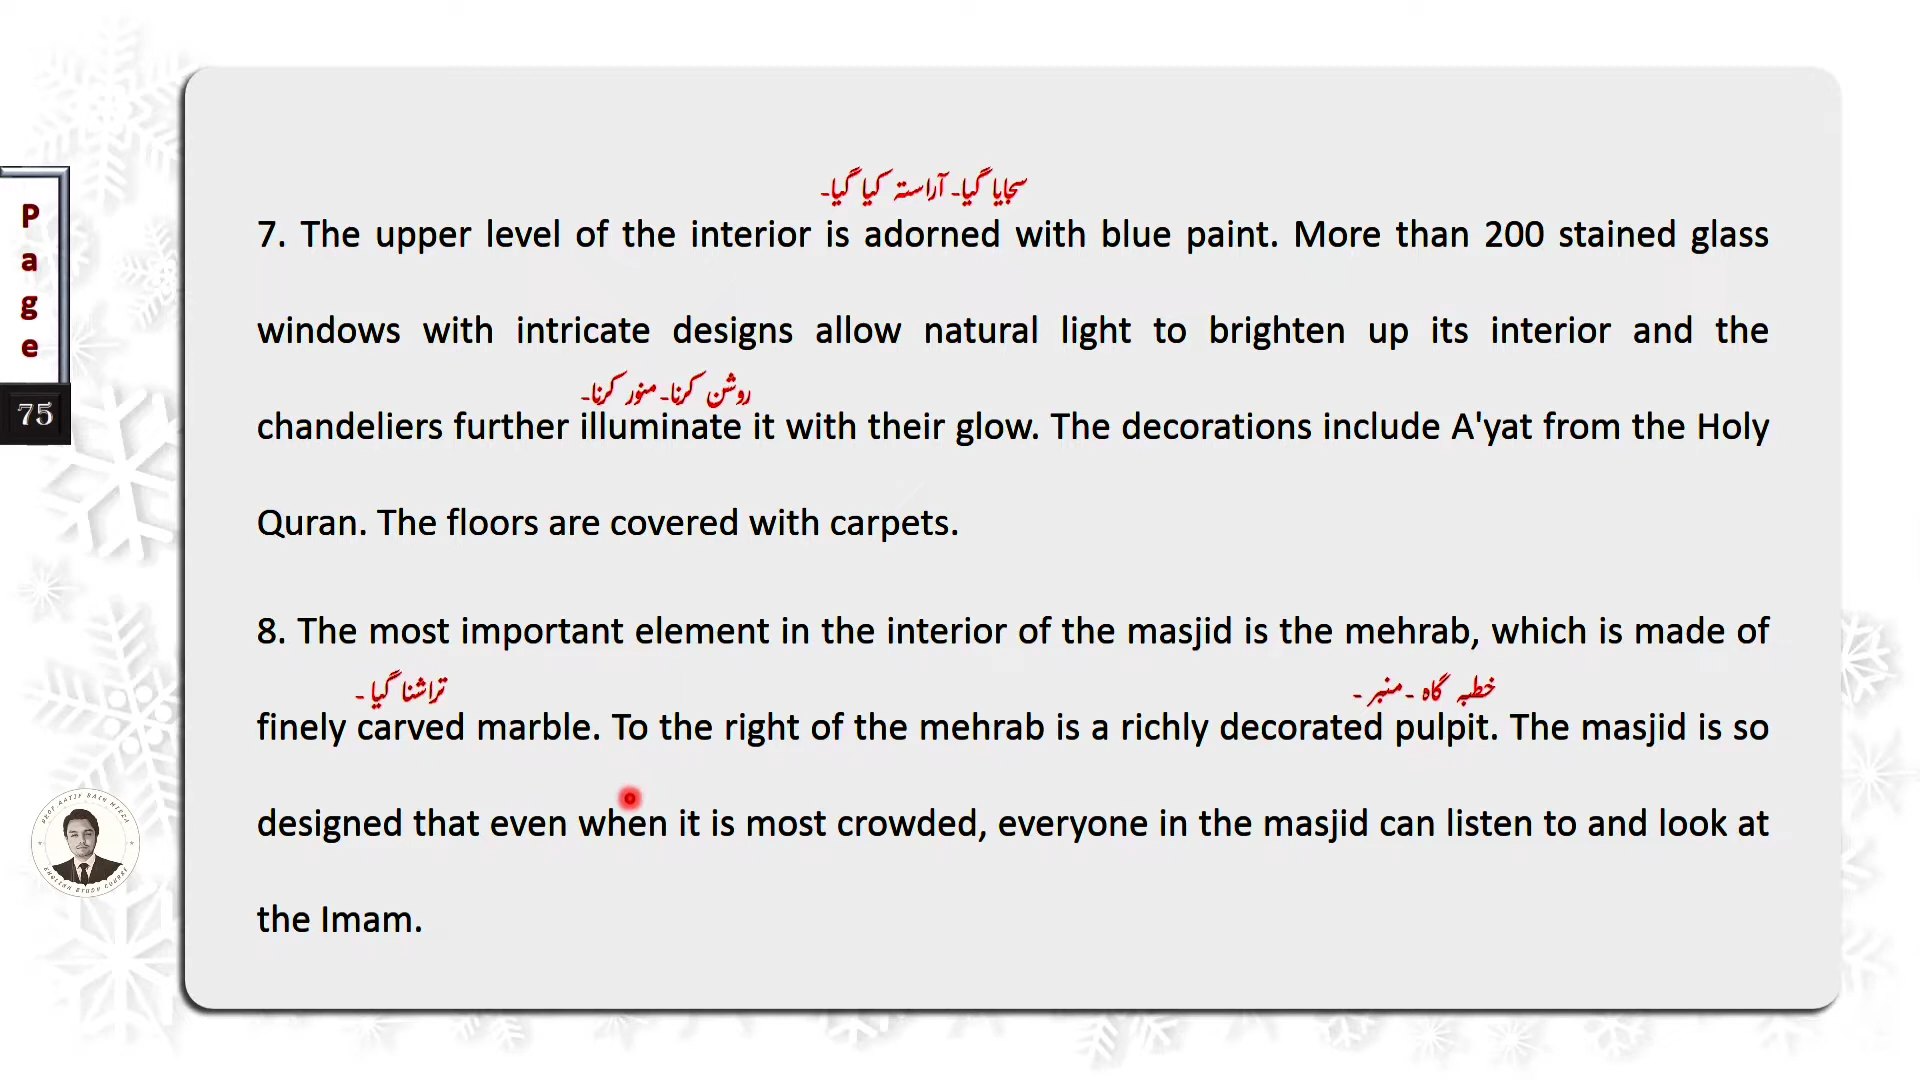 Page
75
سجایا گیا۔ آراستہ کیا گیا۔
7. The upper level of the interior is adorned with blue paint. More than 200 stained glass
windows with intricate designs allow natural light to brighten up its interior and the
روشن کرنا۔ منور کرنا۔
chandeliers further illuminate it with their glow. The decorations include A'yat from the Holy
Quran. The floors are covered with carpets.
8. The most important element in the interior of the masjid is the mehrab, which is made of
تراشنا گیا ۔ خطبہ گاہ ۔ منبر ۔
finely carved marble. To the right of the mehrab is a richly decorated pulpit. The masjid is so
designed that even when it is most crowded, everyone in the masjid can listen to and look at
the Imam.